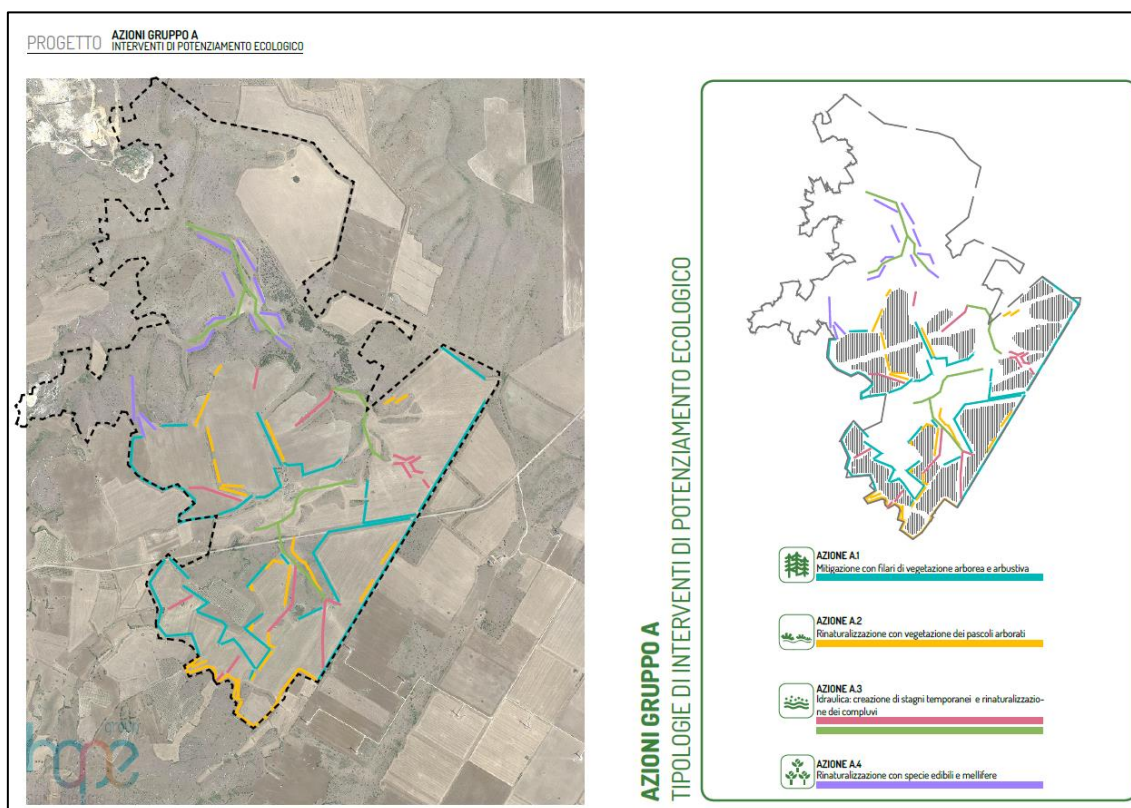 PROGETTO
AZIONI GRUPPO A
INTERVENTI DI POTENZIAMENTO ECOLOGICO
AZIONI GRUPPO A
TIPOLOGIE DI INTERVENTI DI POTENZIAMENTO ECOLOGICO
AZIONE A.1
Mitigazione con filari di vegetazione arborea e arbustiva
AZIONE A.2
Rinaturalizzazione con vegetazione dei pascoli arborati
AZIONE A.3
Idraulica: creazione di stagni temporanei e rinaturalizzazio-
ne dei compluvi
AZIONE A.4
Rinaturalizzazione con specie edibili e mellifere